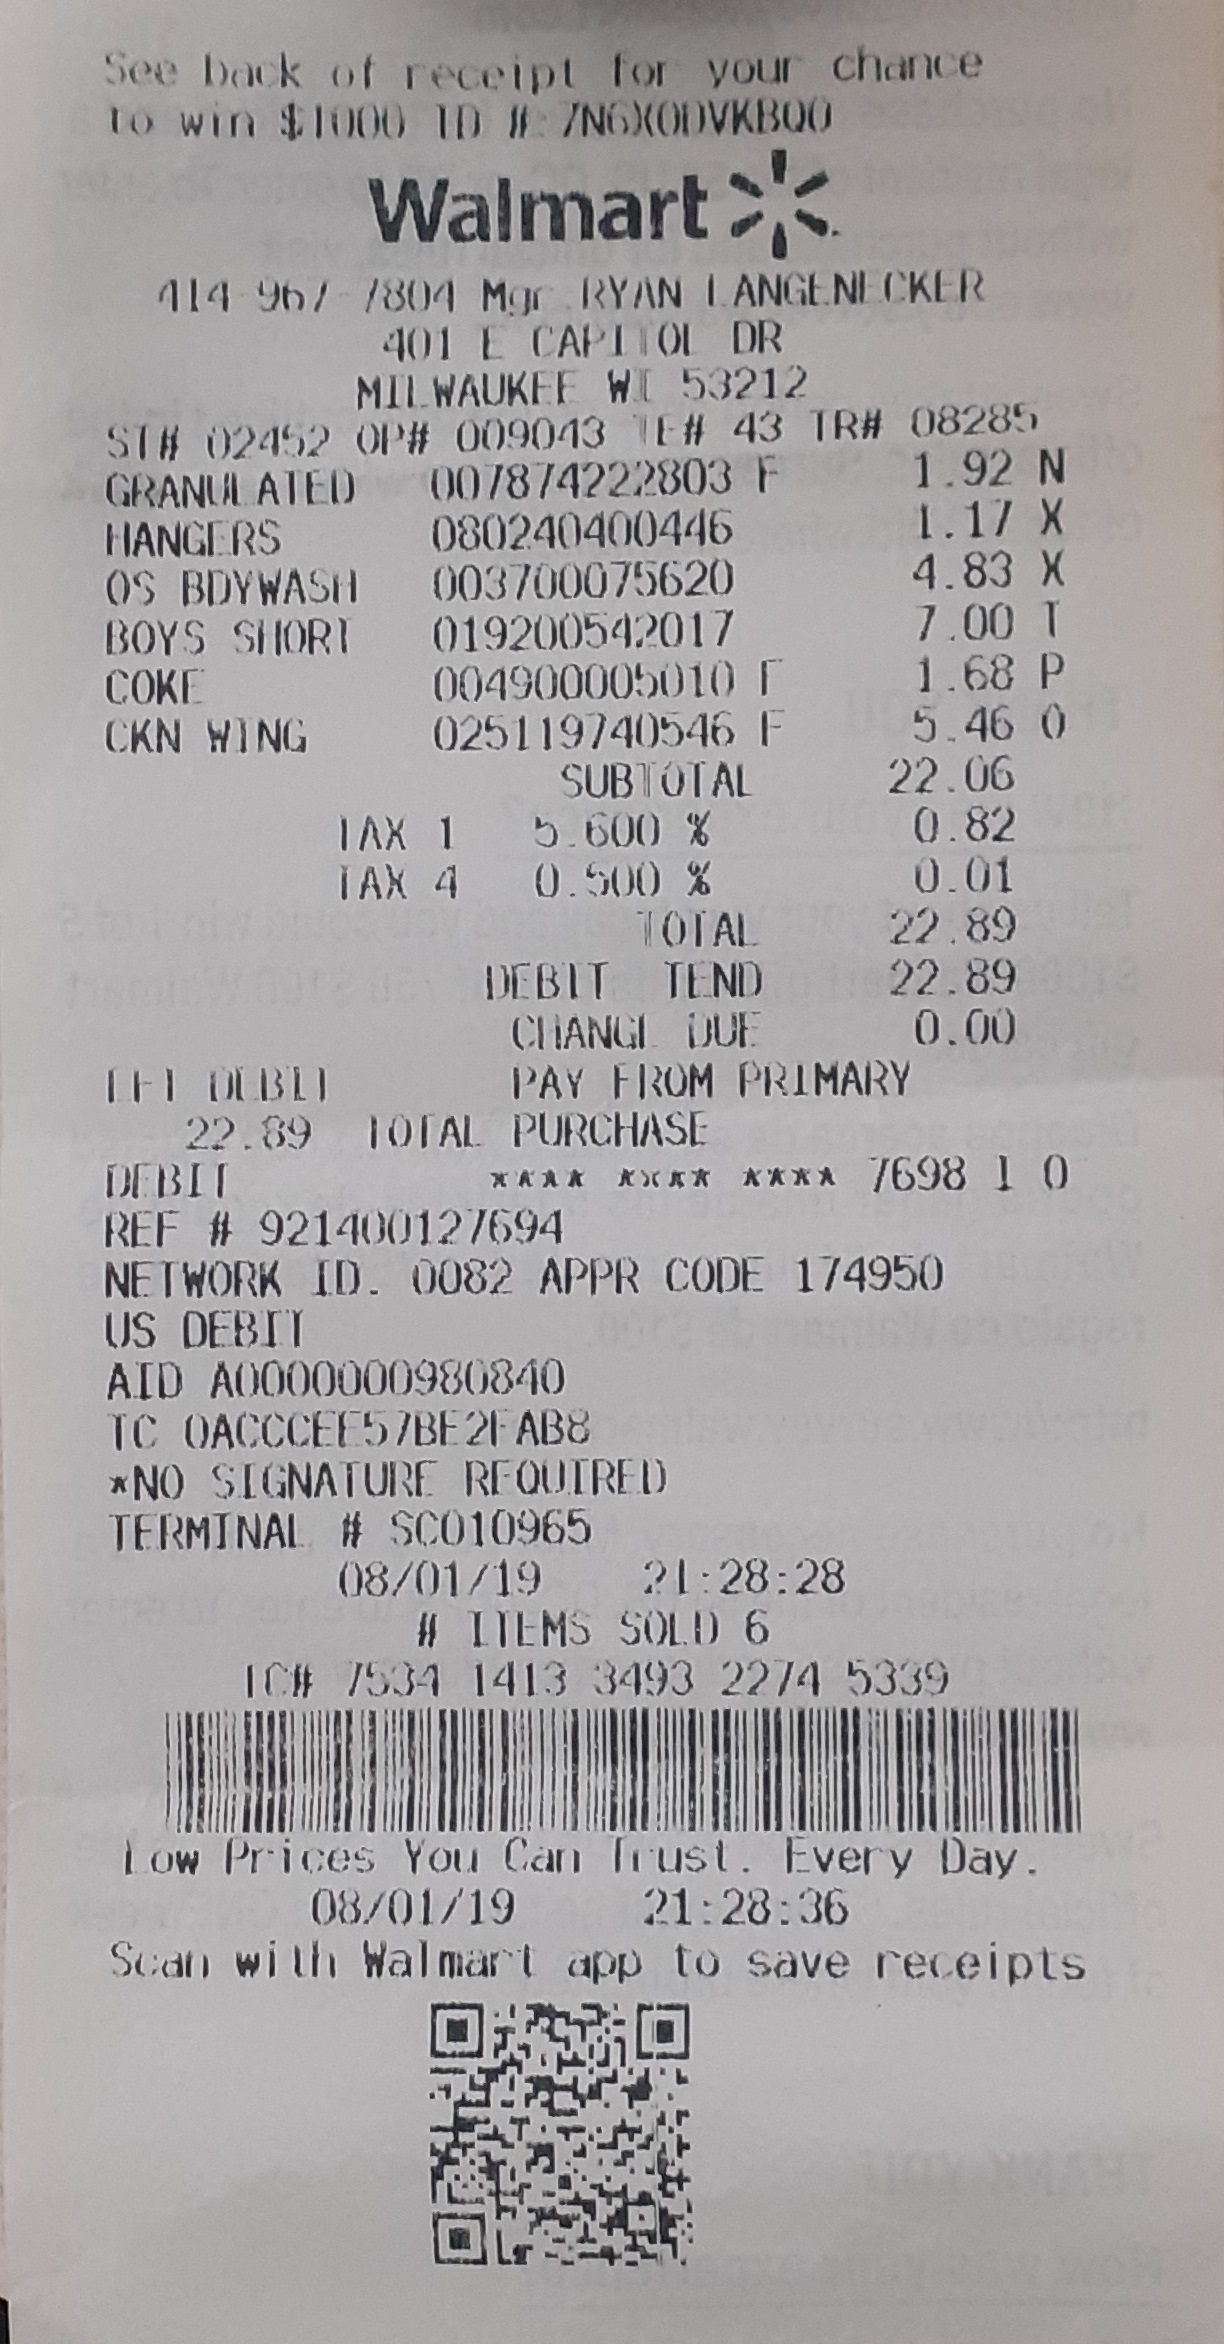 See back of receipt for your chance
to win $1000 ID #: 7N6X0DVKBQ0
Walmart
414-967-7804 Mgr. RYAN LANGENECKER
401 E CAPITOL DR
MILWAUKEE WI 53212
ST# 02452 OP# 009043 TE# 43 TR# 08285
GRANULATED 007874222803 F 1.92 N
HANGERS 080240400446 1.17 X
OS BDYWASH 003700075620 4.83 X
BOYS SHORT 019200542017 7.00 T
COKE 004900005010 F 1.68 P
CKN WING 025119740546 F 5.46 O
SUBTOTAL 22.06
TAX 1 5.600 % 0.82
TAX 4 0.500 % 0.01
TOTAL 22.89
DEBIT TEND 22.89
CHANGE DUE 0.00
EFT DEBIT PAY FROM PRIMARY
22.89 TOTAL PURCHASE
DEBIT **** **** **** 7698 I 0
REF # 921400127694
NETWORK ID. 0082 APPR CODE 174950
US DEBIT
AID A0000000980840
TC 0ACCCEE57BE2FAB8
*NO SIGNATURE REQUIRED
TERMINAL # SC010965
08/01/19 21:28:28
# ITEMS SOLD 6
TC# 7534 1413 3493 2274 5339
Low Prices You Can Trust. Every Day.
08/01/19 21:28:36
Scan with Walmart app to save receipts